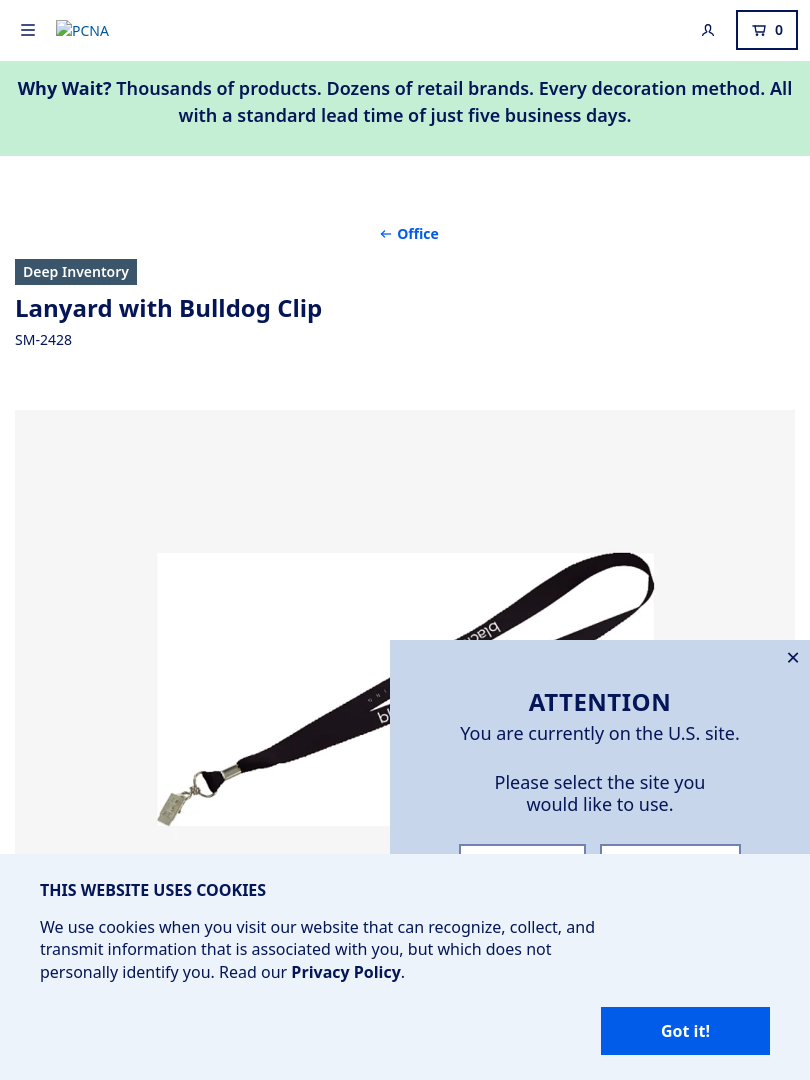 PCNA
0
Why Wait? Thousands of products. Dozens of retail brands. Every decoration method. All
with a standard lead time of just five business days.
← Office
Deep Inventory
Lanyard with Bulldog Clip
SM-2428
ATTENTION
You are currently on the U.S. site.
Please select the site you
would like to use.
THIS WEBSITE USES COOKIES
We use cookies when you visit our website that can recognize, collect, and
transmit information that is associated with you, but which does not
personally identify you. Read our Privacy Policy.
Got it!